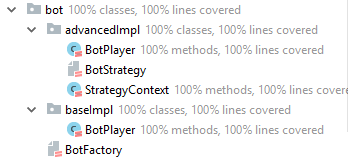 bot 100% classes, 100% lines covered
advancedImpl 100% classes, 100% lines covered
BotPlayer 100% methods, 100% lines covered
BotStrategy
StrategyContext 100% methods, 100% lines covered
baseImpl 100% classes, 100% lines covered
BotPlayer 100% methods, 100% lines covered
BotFactory